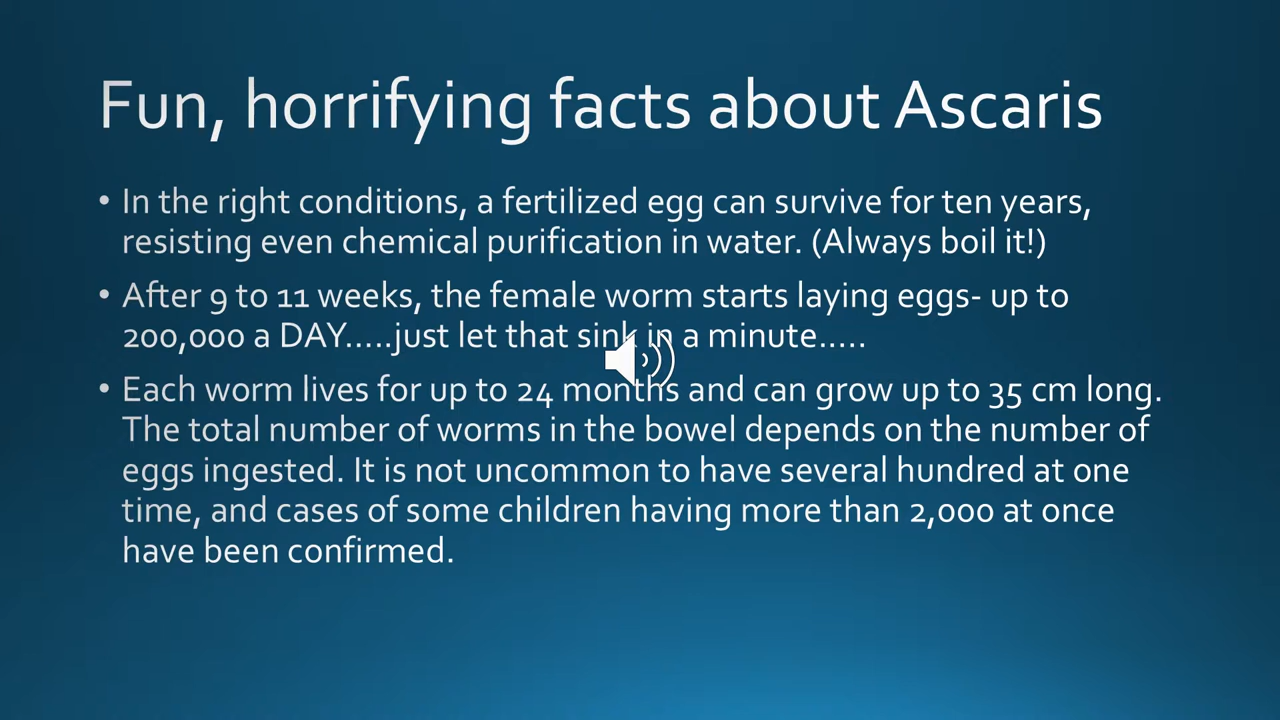 Fun, horrifying facts about Ascaris
• In the right conditions, a fertilized egg can survive for ten years,
resisting even chemical purification in water. (Always boil it!)
• After 9 to 11 weeks, the female worm starts laying eggs- up to
200,000 a DAY.....just let that sink in a minute.....
• Each worm lives for up to 24 months and can grow up to 35 cm long.
The total number of worms in the bowel depends on the number of
eggs ingested. It is not uncommon to have several hundred at one
time, and cases of some children having more than 2,000 at once
have been confirmed.